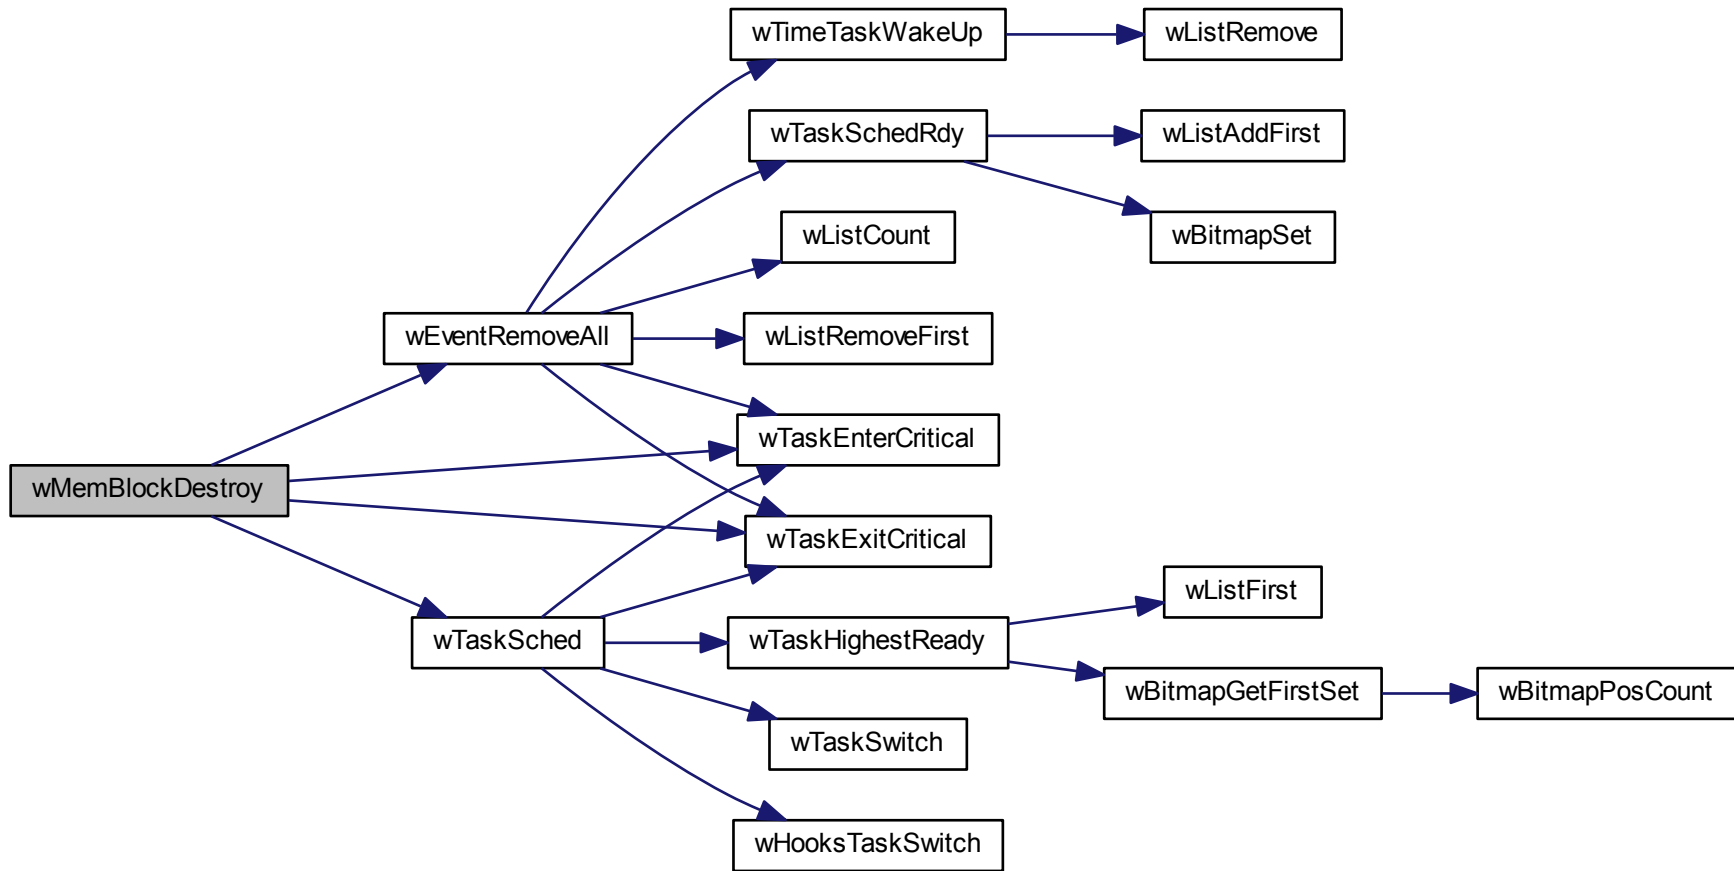 wTimeTaskWakeUp
wListRemove
wTaskSchedRdy
wListAddFirst
wListCount
wBitmapSet
wEventRemoveAll
wListRemoveFirst
wTaskEnterCritical
wMemBlockDestroy
wTaskExitCritical
wListFirst
wTaskSched
wTaskHighestReady
wBitmapGetFirstSet
wBitmapPosCount
wTaskSwitch
wHooksTaskSwitch